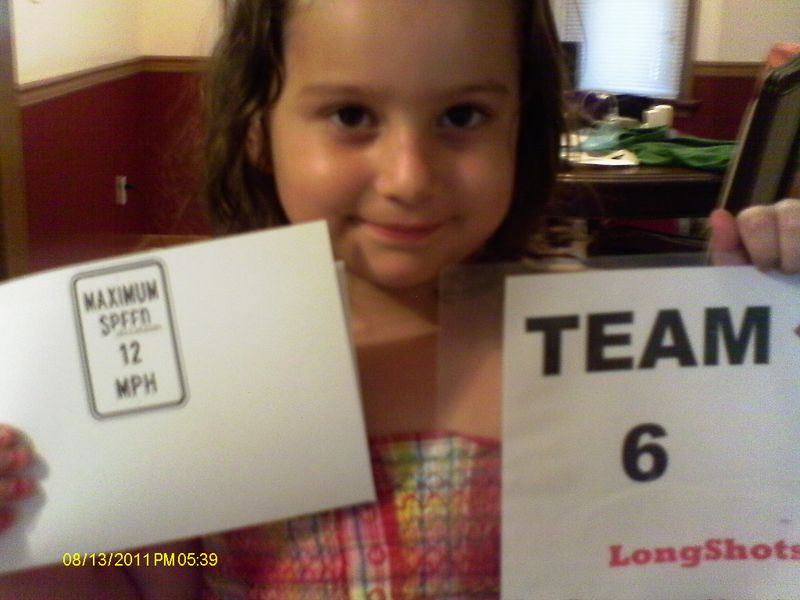 MAXIMUM
SPEED
12
MPH
TEAM
6
LongShots
08/13/2011 PM 05:39